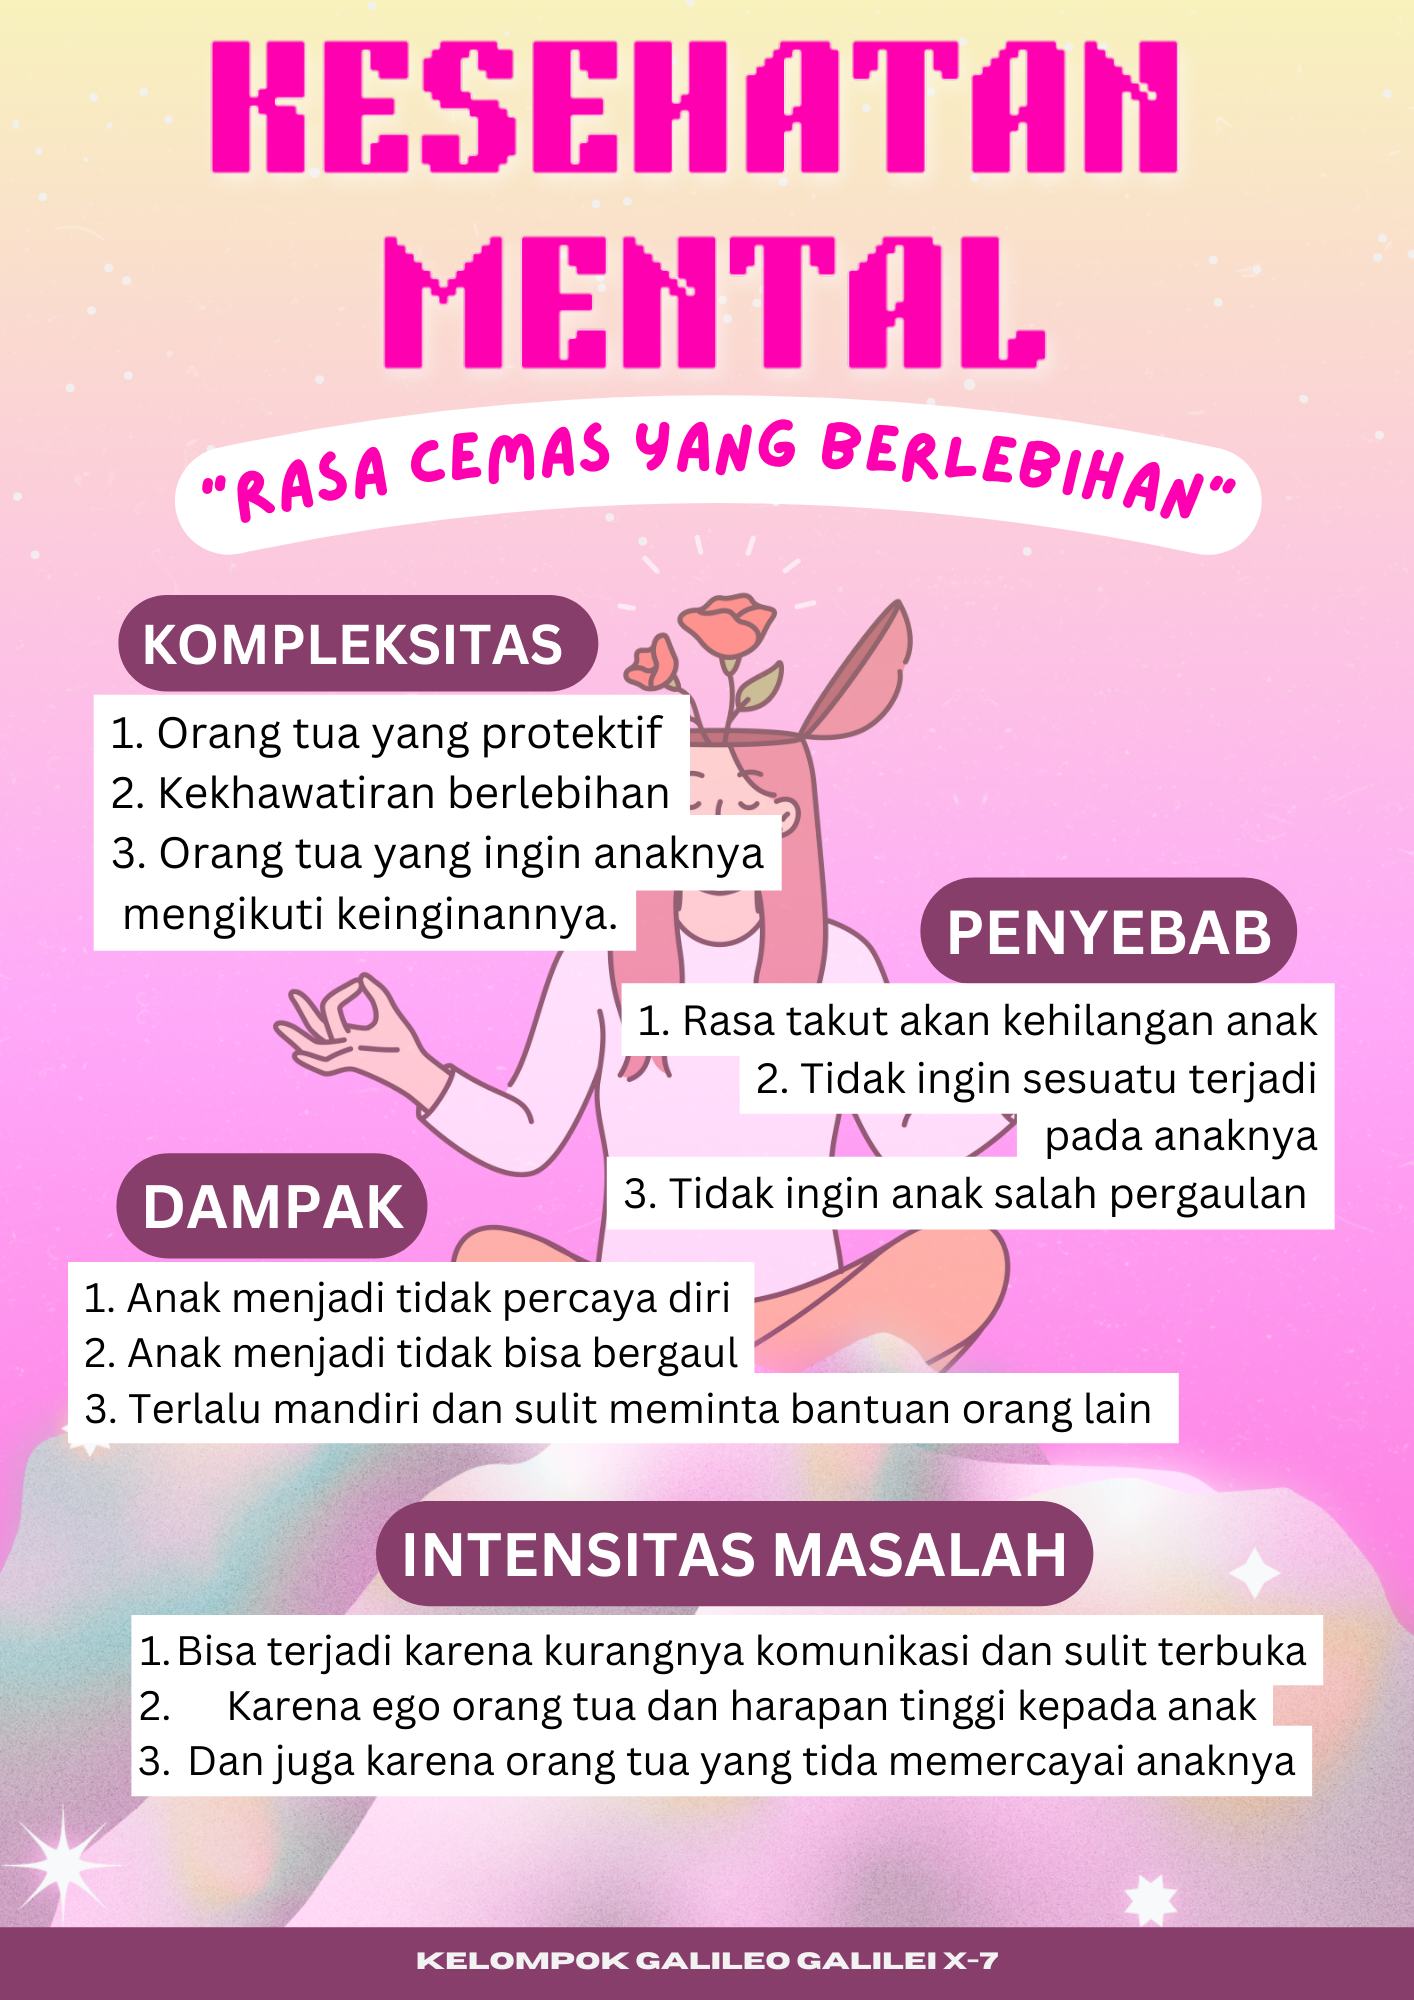 KESEHATAN
MENTAL
"RASA CEMAS YANG BERLEBIHAN"
KOMPLEKSITAS
1. Orang tua yang protektif
2. Kekhawatiran berlebihan
3. Orang tua yang ingin anaknya
mengikuti keinginannya.
PENYEBAB
1. Rasa takut akan kehilangan anak
2. Tidak ingin sesuatu terjadi
pada anaknya
3. Tidak ingin anak salah pergaulan
DAMPAK
1. Anak menjadi tidak percaya diri
2. Anak menjadi tidak bisa bergaul
3. Terlalu mandiri dan sulit meminta bantuan orang lain
INTENSITAS MASALAH
1. Bisa terjadi karena kurangnya komunikasi dan sulit terbuka
2. Karena ego orang tua dan harapan tinggi kepada anak
3. Dan juga karena orang tua yang tida memercayai anaknya
KELOMPOK GALILEO GALILEI X-7